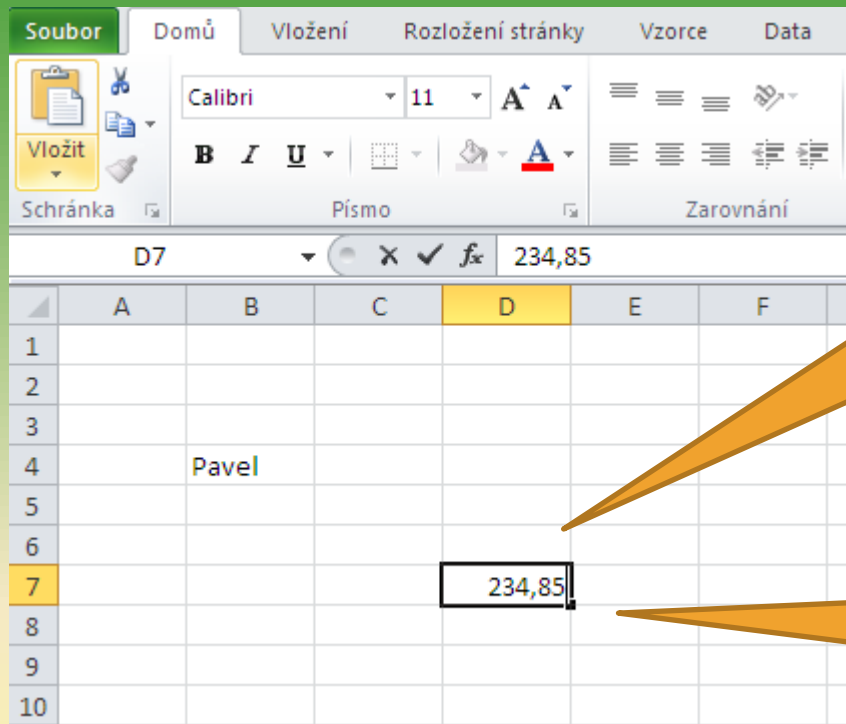 Soubor Domů Vložení Rozložení stránky Vzorce Data
Calibri 11 A A
Vložit B I U A
Schránka Písmo Zarovnání
D7 fx 234,85
A B C D E F
1
2
3
4 Pavel
5
6
7 234,85
8
9
10